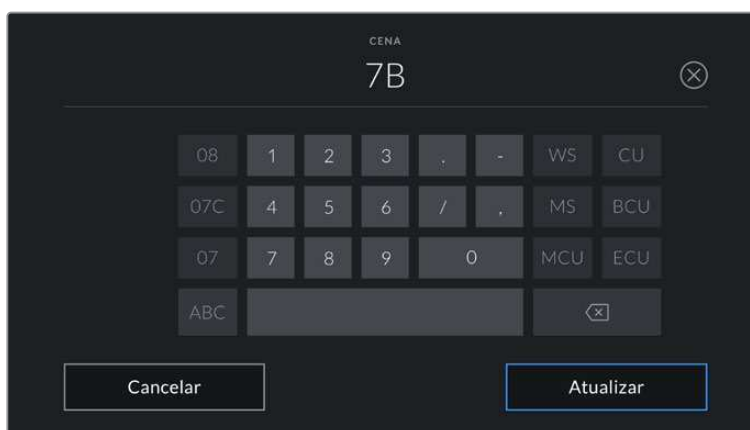 CENA
7B
08 1 2 3 . - WS CU
07C 4 5 6 / , MS BCU
07 7 8 9 0 MCU ECU
ABC
Cancelar Atualizar